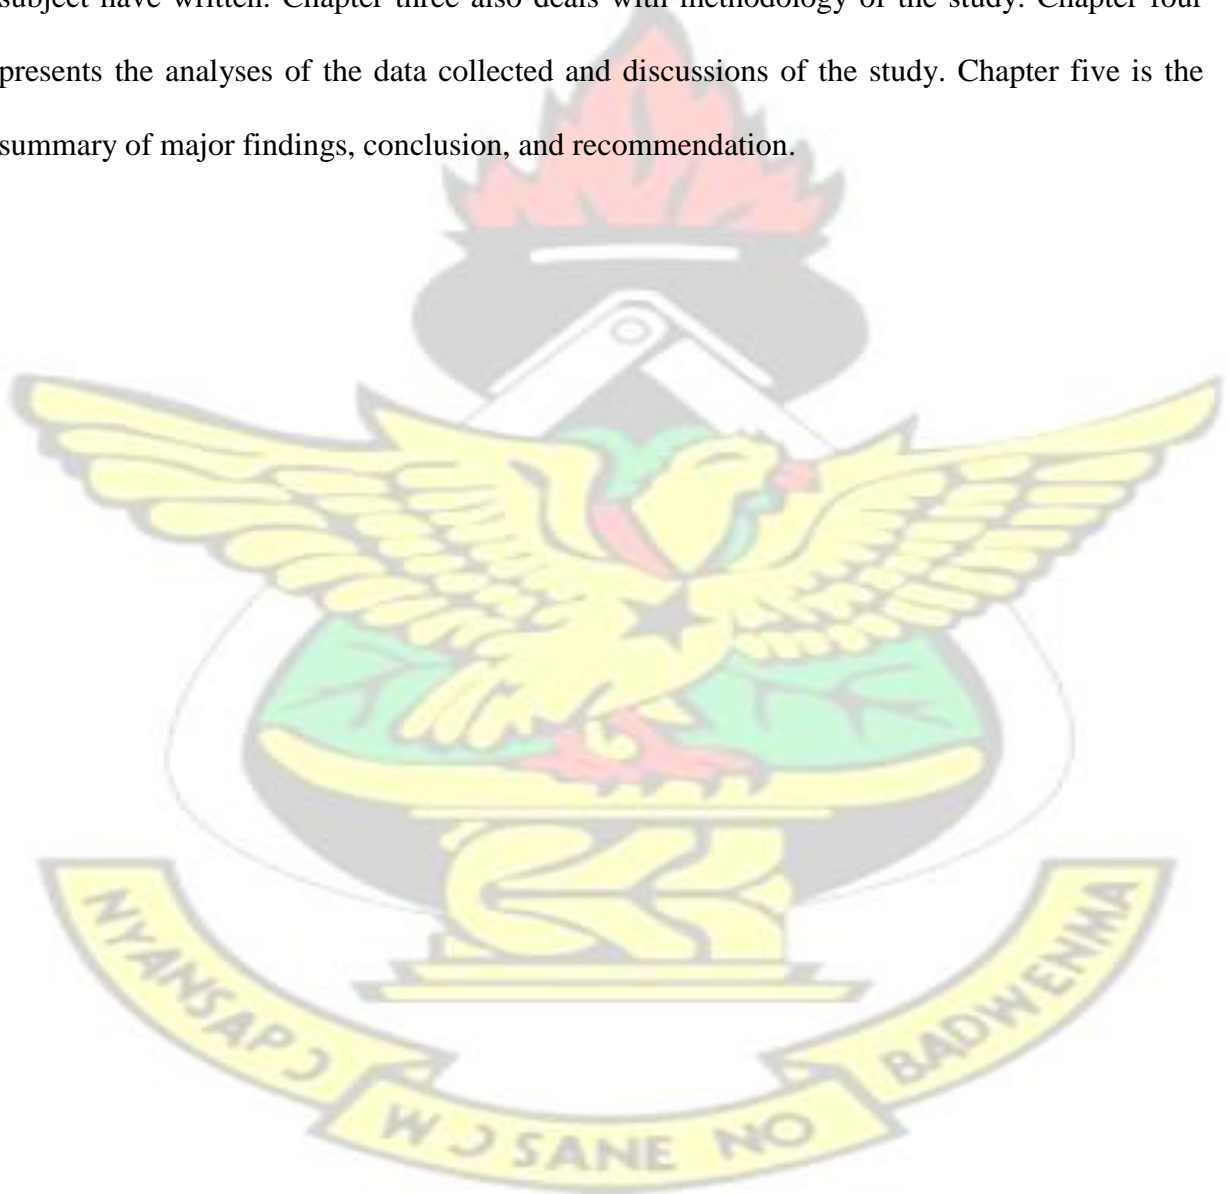 subject have written. Chapter three also deals with methodology of the study. Chapter four
presents the analyses of the data collected and discussions of the study. Chapter five is the
summary of major findings, conclusion, and recommendation.
NYANSAPƆ
WƆSANE NO
BADWENMA